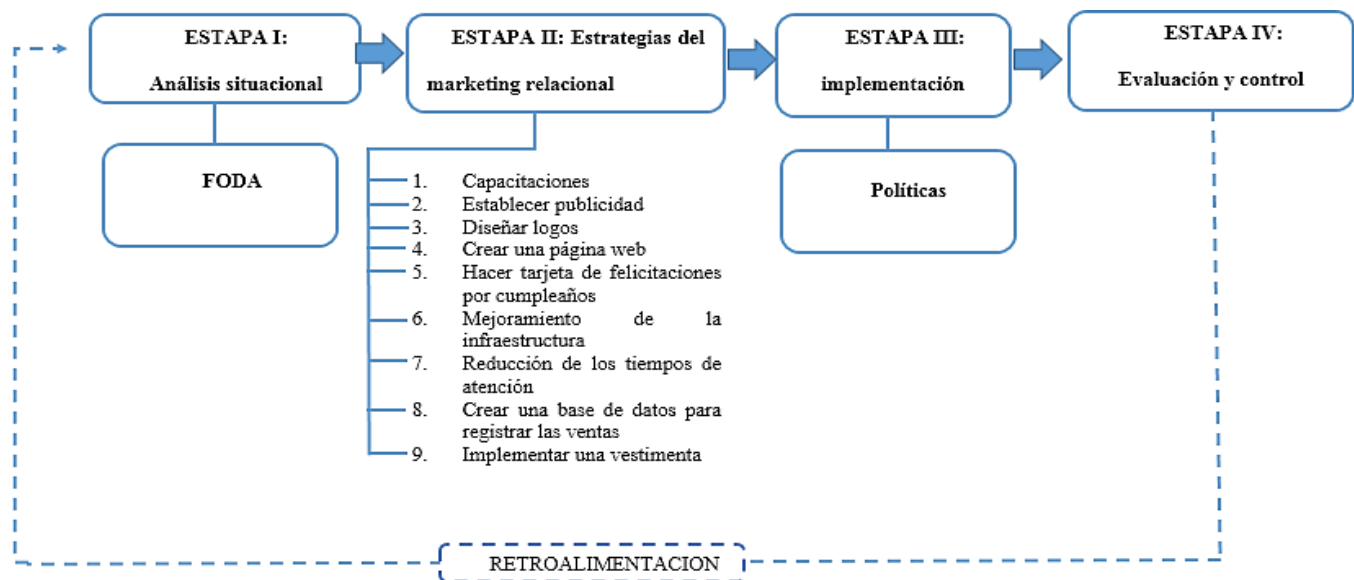 ESTAPA I:
Análisis situacional
ESTAPA II: Estrategias del
marketing relacional
ESTAPA III:
implementación
ESTAPA IV:
Evaluación y control
FODA
1. Capacitaciones
2. Establecer publicidad
3. Diseñar logos
4. Crear una página web
5. Hacer tarjeta de felicitaciones
por cumpleaños
6. Mejoramiento de la
infraestructura
7. Reducción de los tiempos de
atención
8. Crear una base de datos para
registrar las ventas
9. Implementar una vestimenta
Políticas
RETROALIMENTACION